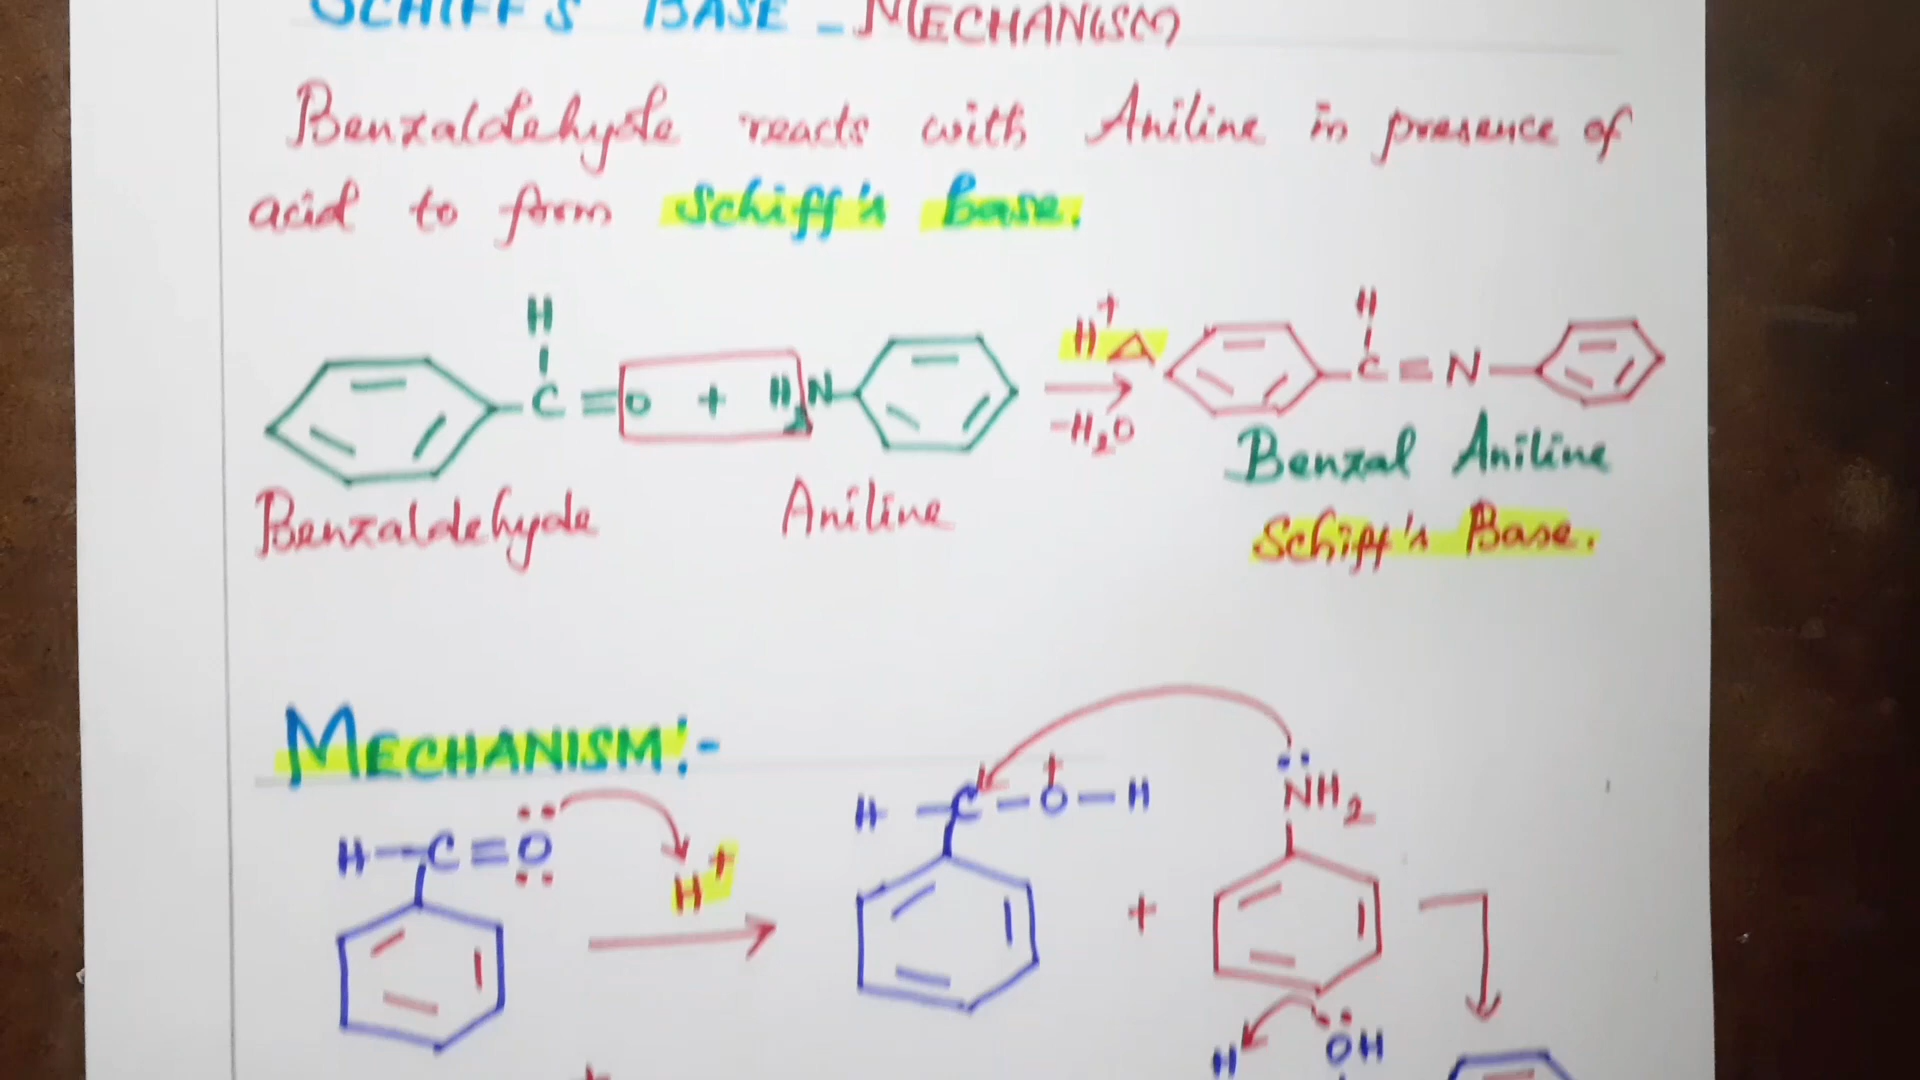 SCHIFF'S BASE - MECHANISM
Benzaldehyde reacts with Aniline in presence of
acid to form Schiff's Base.
H
C=O + H2N
H+ Δ
-H2O
H
C=N
Benzaldehyde
Aniline
Benzal Aniline
Schiff's Base.
MECHANISM:-
H-C=O
H+
H-C-O-H
+
+
NH2
H
OH